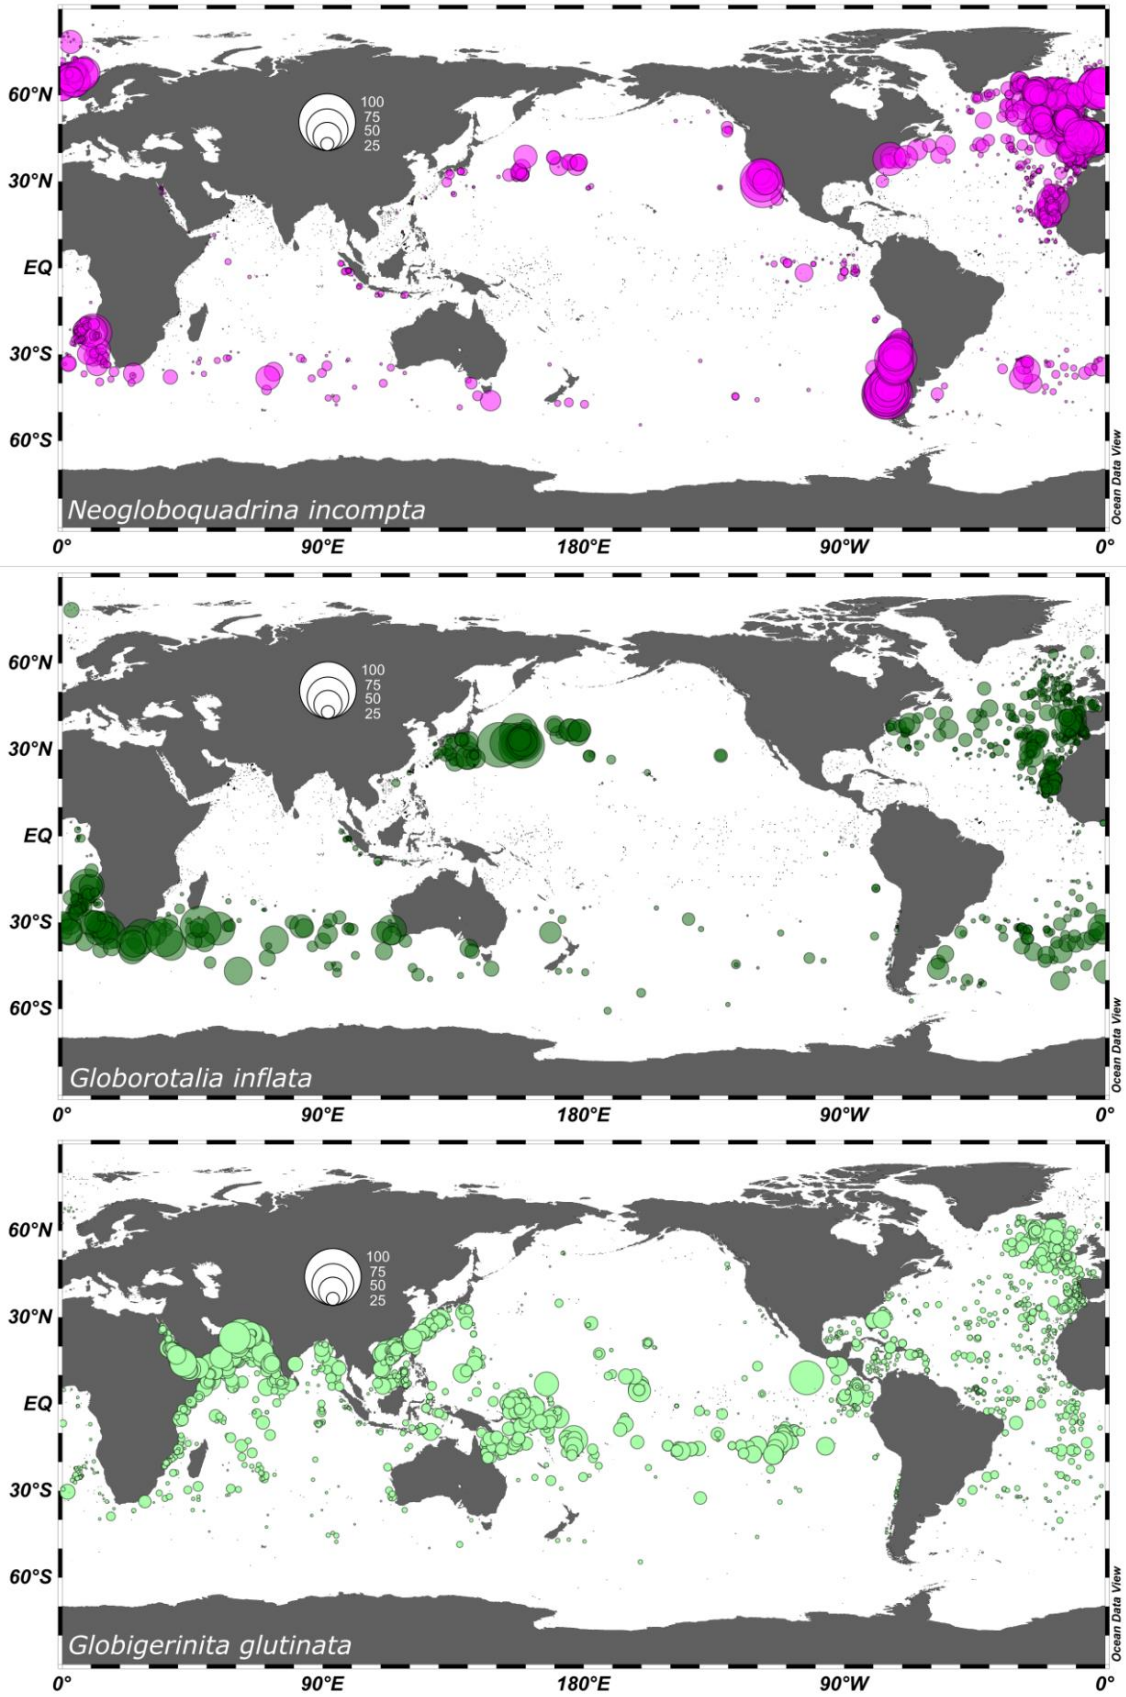 60°N
30°N
EQ
30°S
60°S
100
75
50
25
Neogloboquadrina incompta
Ocean Data View
0° 90°E 180°E 90°W 0°
60°N
30°N
EQ
30°S
60°S
100
75
50
25
Globorotalia inflata
Ocean Data View
0° 90°E 180°E 90°W 0°
60°N
30°N
EQ
30°S
60°S
100
75
50
25
Globigerinita glutinata
Ocean Data View
0° 90°E 180°E 90°W 0°